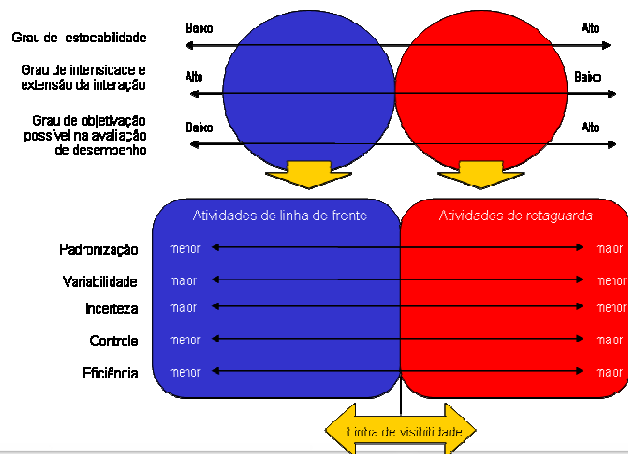 Grau de estocabilidade
Baixo
Alto
Grau de intensidade e
extensão da interação
Alto
Baixo
Grau de objetivação
possível na avaliação
de desempenho
Baixo
Alto
Atividades de linha de frente
Atividades de retaguarda
Padronização
menor
maior
Variabilidade
maior
menor
Incerteza
maior
menor
Controle
menor
maior
Eficiência
menor
maior
Linha de visibilidade